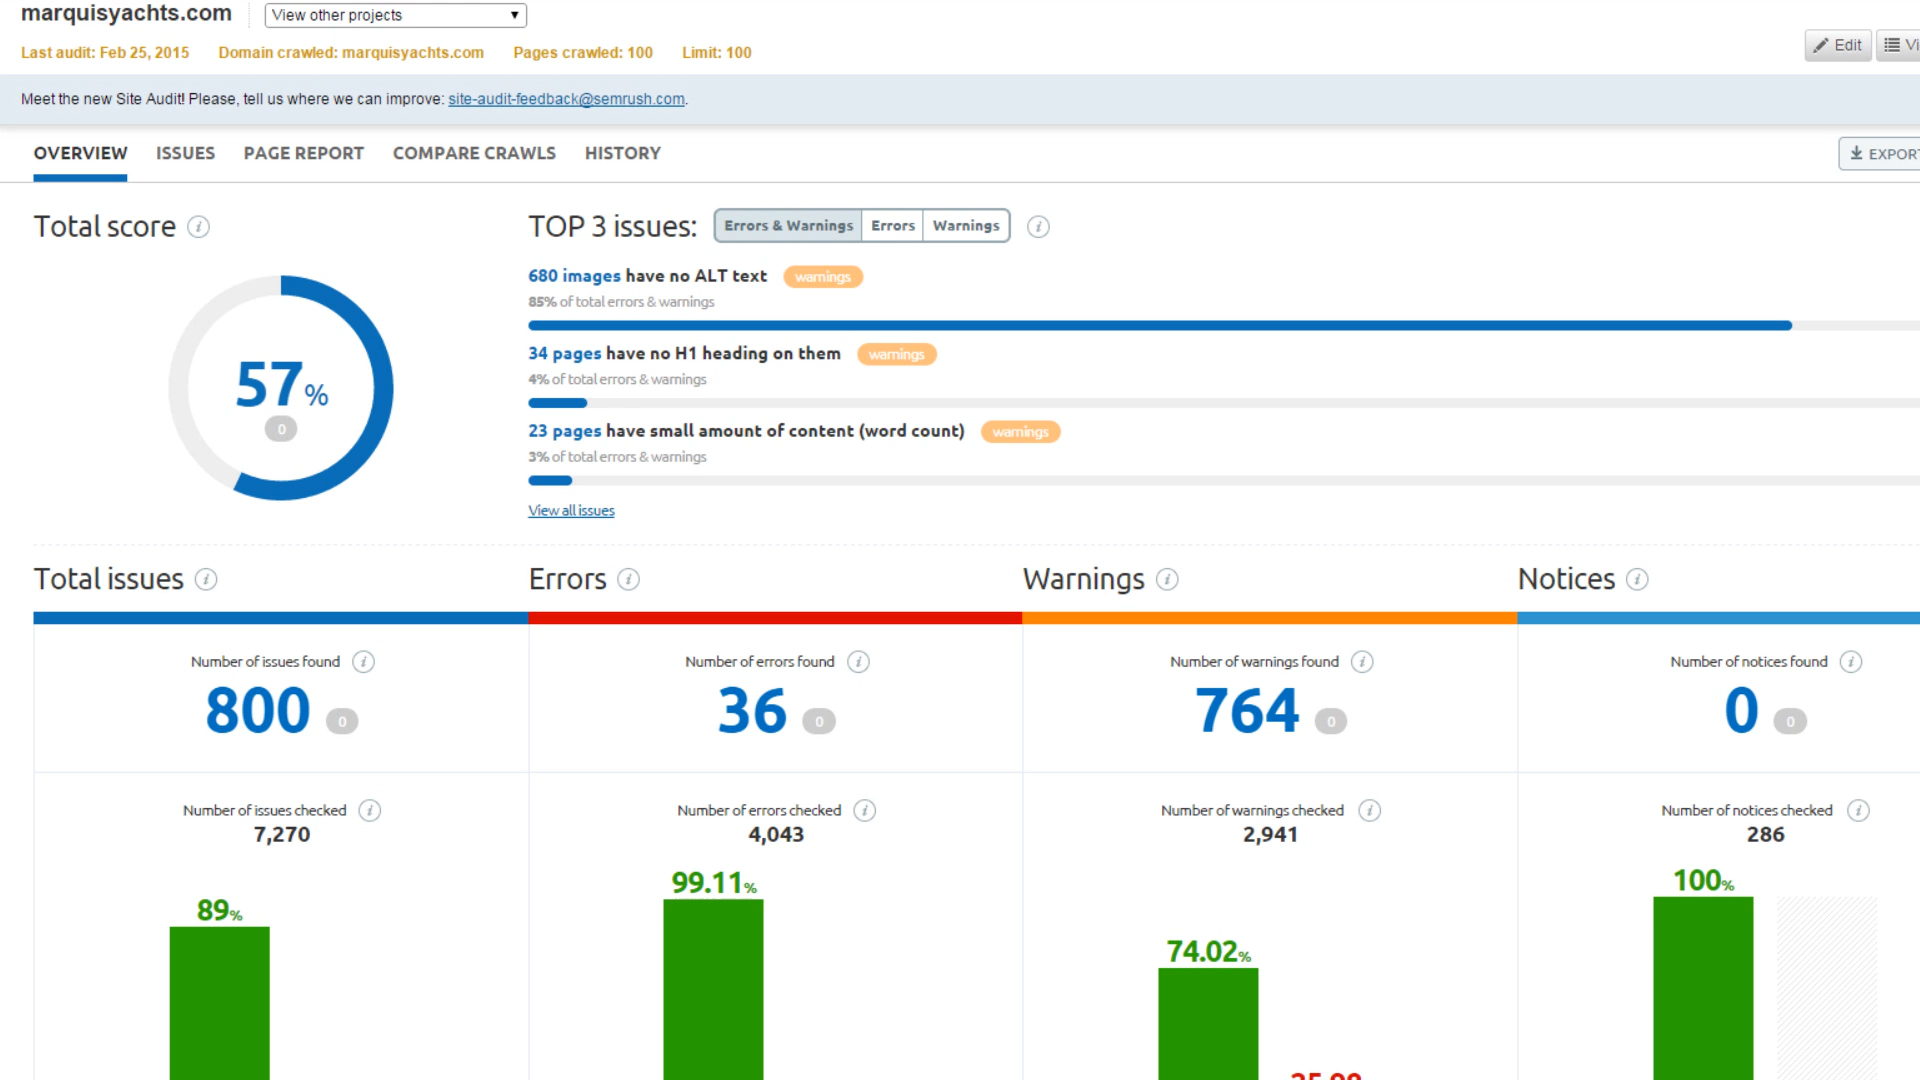 marquisyachts.com View other projects
Last audit: Feb 25, 2015 Domain crawled: marquisyachts.com Pages crawled: 100 Limit: 100
Edit
Meet the new Site Audit! Please, tell us where we can improve: site-audit-feedback@semrush.com.
OVERVIEW ISSUES PAGE REPORT COMPARE CRAWLS HISTORY
EXPORT
Total score TOP 3 issues: Errors & Warnings Errors Warnings
680 images have no ALT text warnings
85% of total errors & warnings
34 pages have no H1 heading on them warnings
4% of total errors & warnings
23 pages have small amount of content (word count) warnings
3% of total errors & warnings
View all issues
57%
0
Total issues Errors Warnings Notices
Number of issues found Number of errors found Number of warnings found Number of notices found
800 0 36 0 764 0 0 0
Number of issues checked Number of errors checked Number of warnings checked Number of notices checked
7,270 4,043 2,941 286
89% 99.11% 74.02% 100%